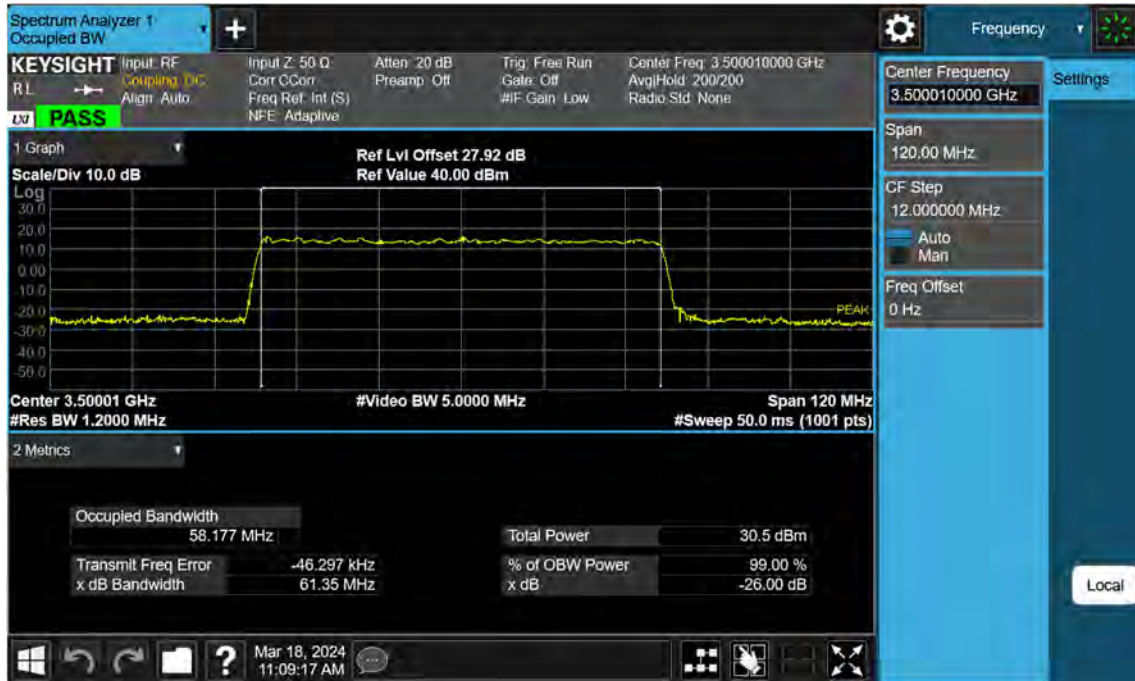 Spectrum Analyzer 1
Occupied BW
+
Frequency
KEYSIGHT
RL
LXI PASS
Input: RF
Coupling: DC
Align: Auto
Input Z: 50 Ω
Corr CCorr
Freq Ref: Int (S)
NFE: Adaptive
Atten: 20 dB
Preamp: Off
Trig: Free Run
Gate: Off
#IF Gain: Low
Center Freq: 3.500010000 GHz
Avg|Hold: 200/200
Radio Std: None
1 Graph
Scale/Div 10.0 dB
Ref Lvl Offset 27.92 dB
Ref Value 40.00 dBm
Log
30.0
20.0
10.0
0.00
-10.0
-20.0
-30.0
-40.0
-50.0
PEAK
Center 3.50001 GHz
#Video BW 5.0000 MHz
Span 120 MHz
#Res BW 1.2000 MHz
#Sweep 50.0 ms (1001 pts)
2 Metrics
Occupied Bandwidth
58.177 MHz
Transmit Freq Error -46.297 kHz
x dB Bandwidth 61.35 MHz
Total Power 30.5 dBm
% of OBW Power 99.00 %
x dB -26.00 dB
Center Frequency
3.500010000 GHz
Span
120.00 MHz
CF Step
12.000000 MHz
Auto
Man
Freq Offset
0 Hz
Settings
Local
?
Mar 18, 2024
11:09:17 AM